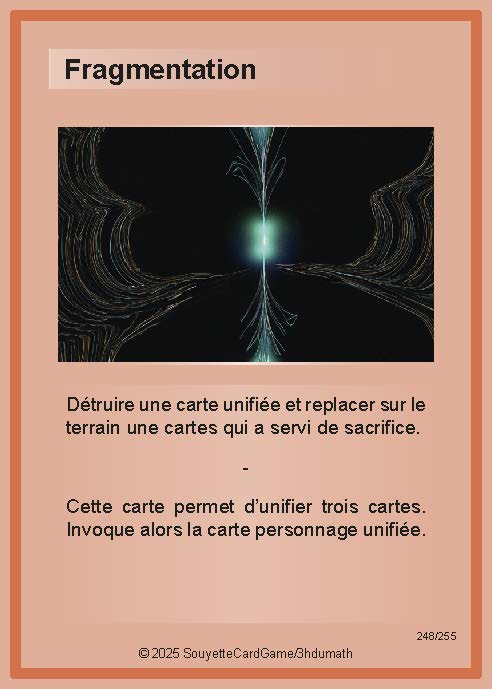 Fragmentation
Détruire une carte unifiée et replacer sur le
terrain une cartes qui a servi de sacrifice.
-
Cette carte permet d’unifier trois cartes.
Invoque alors la carte personnage unifiée.
248/255
© 2025 SouyetteCardGame/3hdumath